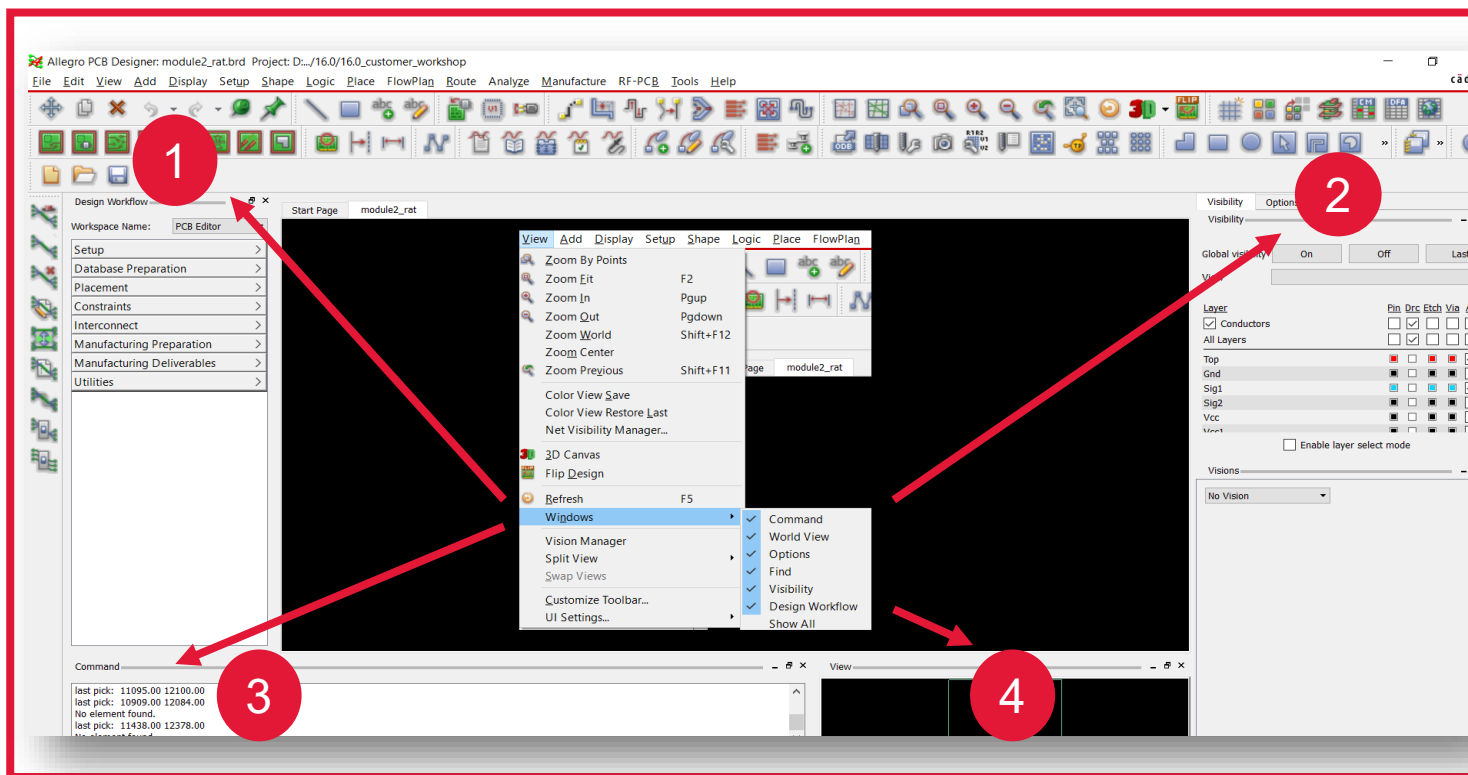 Allegro PCB Designer: module2_rat.brd Project: D:.../16.0/16.0_customer_workshop
File Edit View Add Display Setup Shape Logic Place FlowPlan Route Analyze Manufacture RF-PCB Tools Help
cād
1
2
Design Workflow
Workspace Name: PCB Editor
Setup
Database Preparation
Placement
Constraints
Interconnect
Manufacturing Preparation
Manufacturing Deliverables
Utilities
Start Page module2_rat
View Add Display Setup Shape Logic Place FlowPlan
Zoom By Points
Zoom Fit F2
Zoom In Pgup
Zoom Out Pgdown
Zoom World Shift+F12
Zoom Center
Zoom Previous Shift+F11
Page module2_rat
Color View Save
Color View Restore Last
Net Visibility Manager...
3D Canvas
Flip Design
Refresh F5
Windows
Vision Manager
Split View
Swap Views
Customize Toolbar...
UI Settings...
Command
World View
Options
Find
Visibility
Design Workflow
Show All
Visibility Options
Visibility
Global visibility On Off Last
Layer Pin Drc Etch Via
Conductors
All Layers
Top
Gnd
Sig1
Sig2
Vcc
Vcc1
Enable layer select mode
Visions
No Vision
Command
last pick: 11095.00 12100.00
last pick: 10909.00 12084.00
No element found.
last pick: 11438.00 12378.00
No element found.
3
View
4